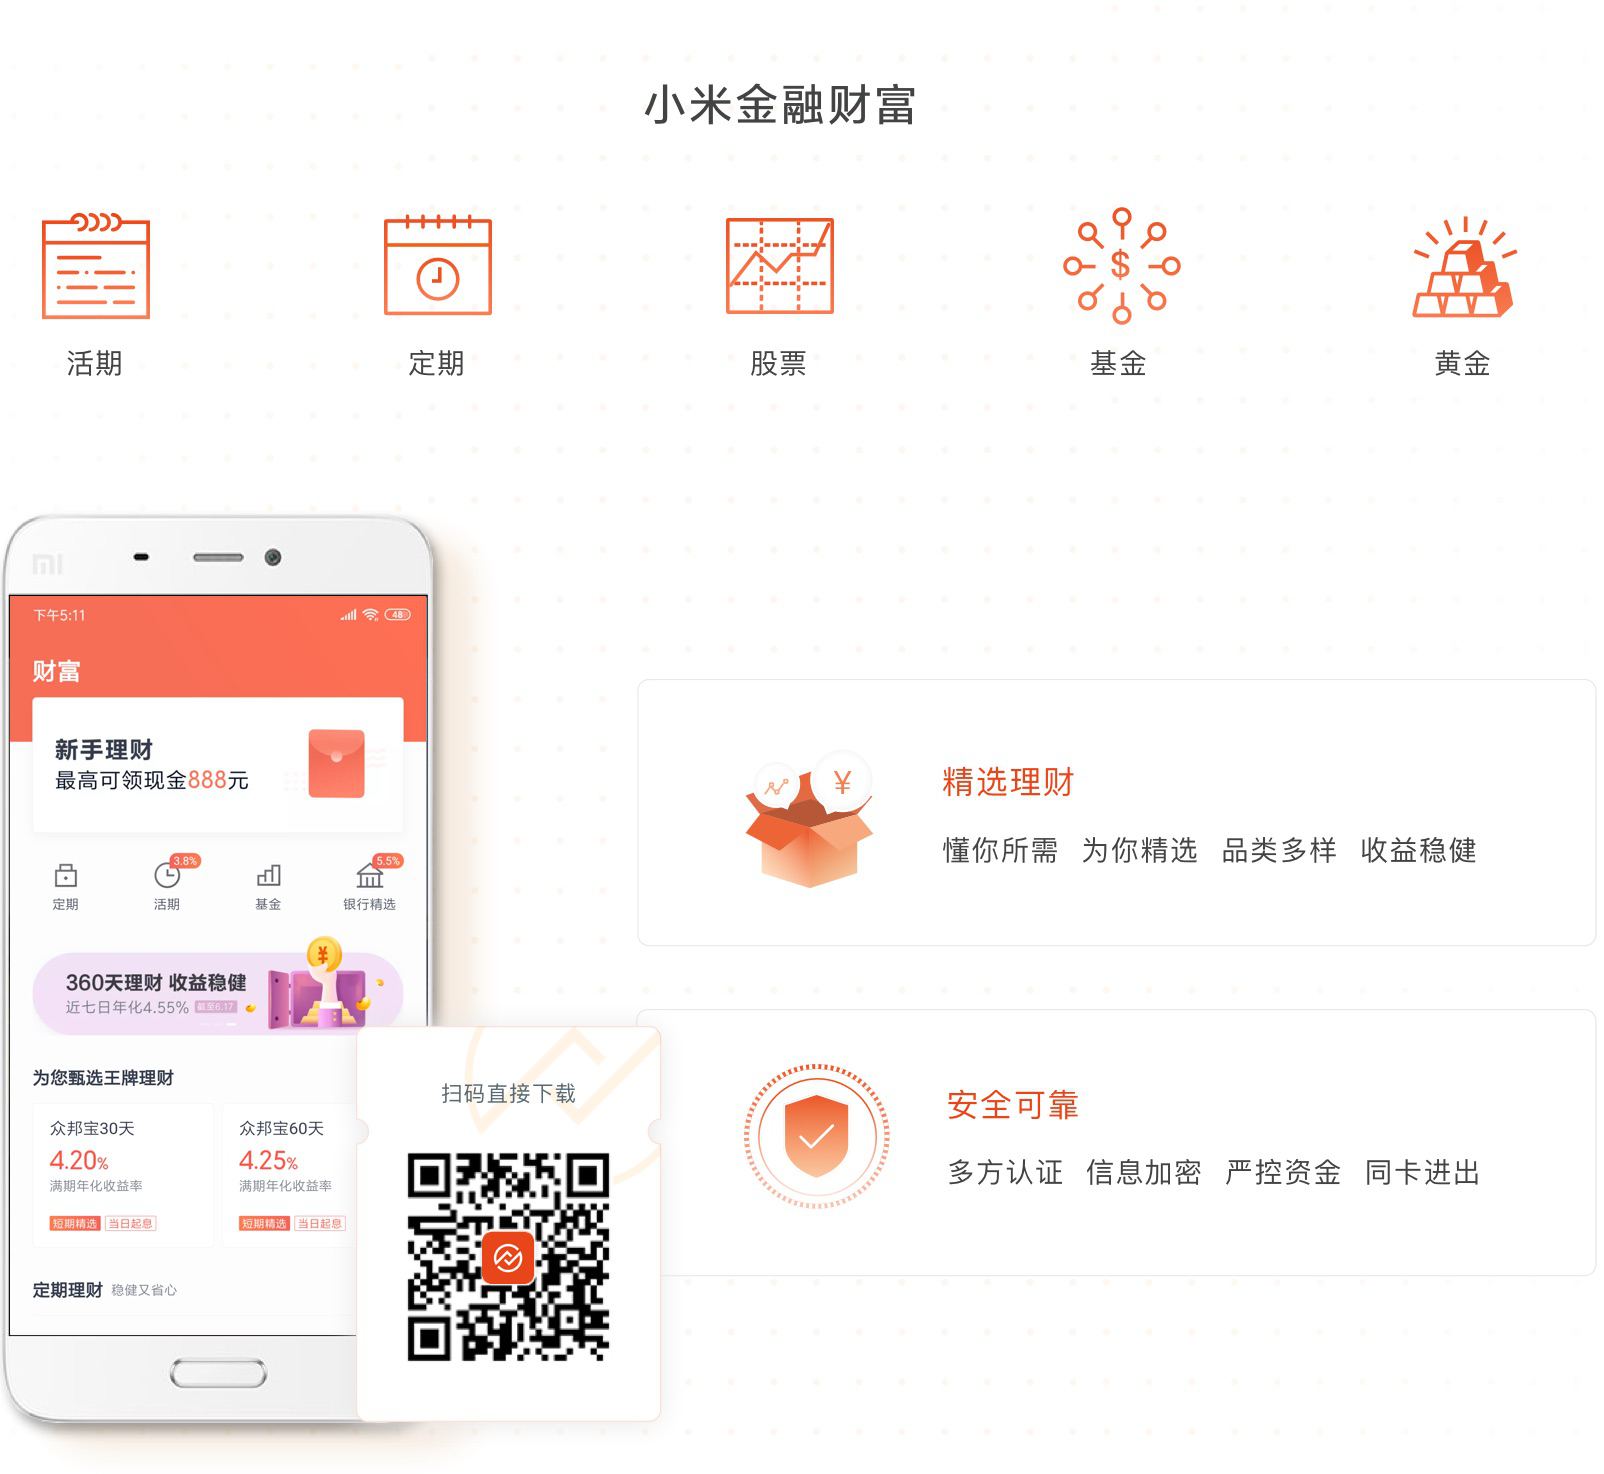 小米金融财富
活期
定期
股票
基金
黄金
mi
下午5:11
48
财富
新手理财
最高可领现金888元
3.8%
5.5%
定期
活期
基金
银行精选
360天理财 收益稳健
近七日年化4.55% 截至6.17
为您甄选王牌理财
众邦宝30天
4.20%
满期年化收益率
短期精选 当日起息
众邦宝60天
4.25%
满期年化收益率
短期精选 当日起息
定期理财 稳健又省心
扫码直接下载
精选理财
懂你所需 为你精选 品类多样 收益稳健
安全可靠
多方认证 信息加密 严控资金 同卡进出